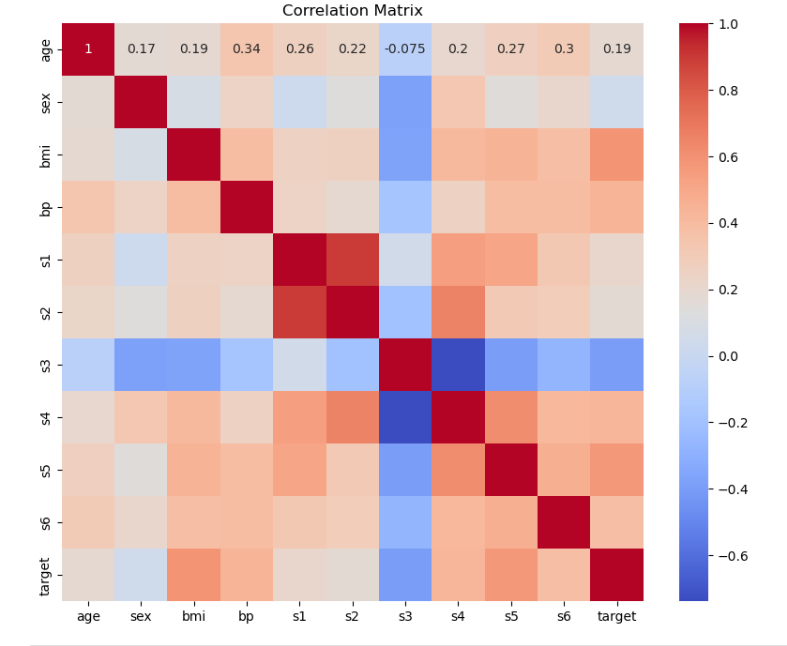 Correlation Matrix
age 1 0.17 0.19 0.34 0.26 0.22 -0.075 0.2 0.27 0.3 0.19
sex
bmi
bp
s1
s2
s3
s4
s5
s6
target
age sex bmi bp s1 s2 s3 s4 s5 s6 target
1.0
0.8
0.6
0.4
0.2
0.0
−0.2
−0.4
−0.6